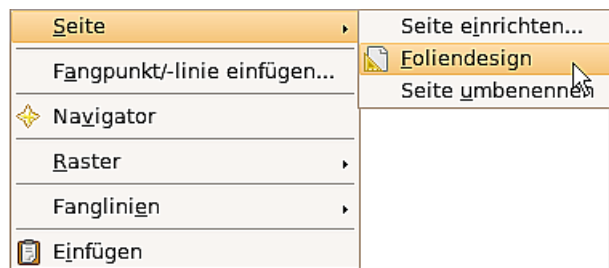 Seite
Fangpunkt/-linie einfügen...
Navigator
Raster
Fanglinien
Einfügen
Seite einrichten...
Foliendesign
Seite umbenennen